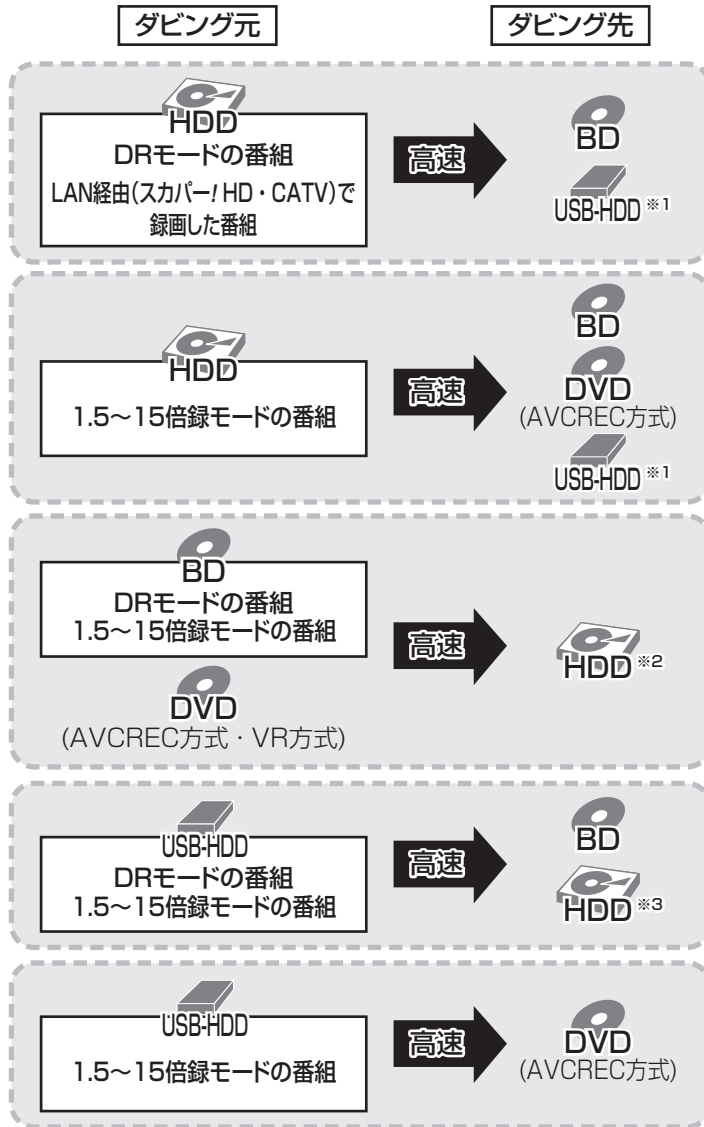 ダビング元
ダビング先
HDD
DRモードの番組
LAN経由(スカパー!HD・CATV)で
録画した番組
高速
BD
USB-HDD※1
HDD
1.5~15倍録モードの番組
高速
BD
DVD
(AVCREC方式)
USB-HDD※1
BD
DRモードの番組
1.5~15倍録モードの番組
DVD
(AVCREC方式・VR方式)
高速
HDD※2
USB-HDD
DRモードの番組
1.5~15倍録モードの番組
高速
BD
HDD※3
USB-HDD
1.5~15倍録モードの番組
高速
DVD
(AVCREC方式)